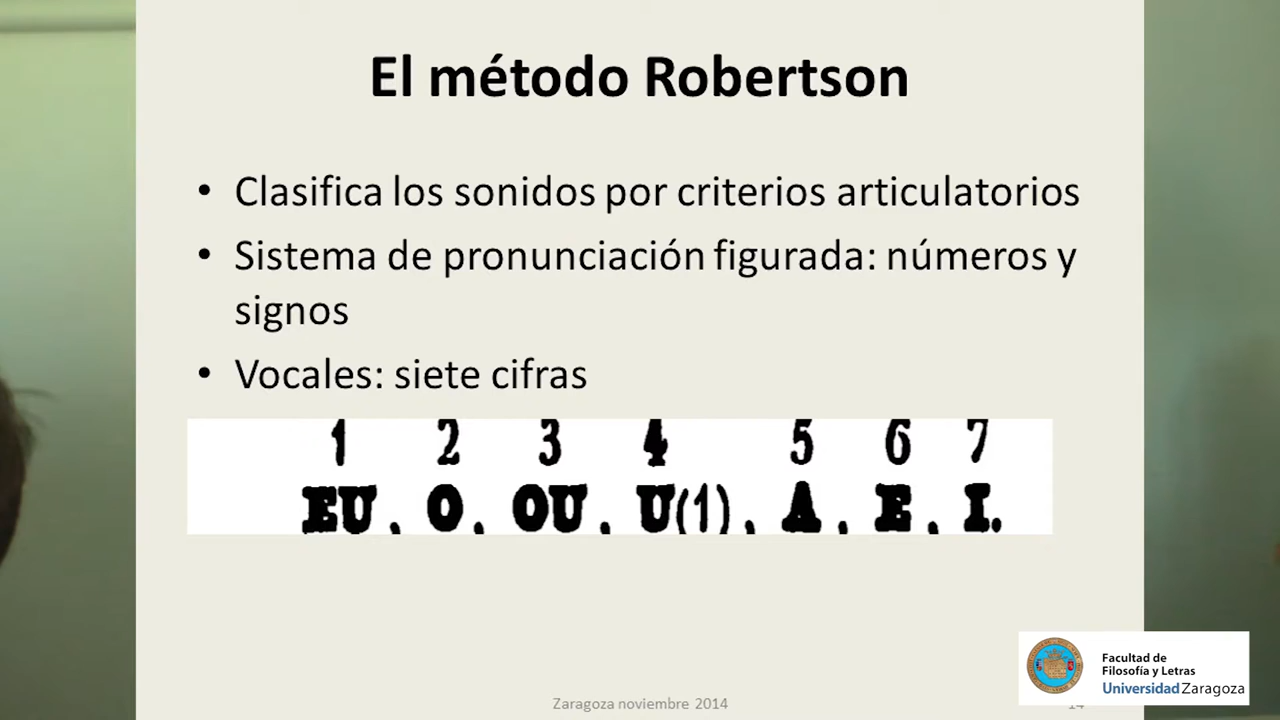 El método Robertson
• Clasifica los sonidos por criterios articulatorios
• Sistema de pronunciación figurada: números y
signos
• Vocales: siete cifras
1 2 3 4 5 6 7
EU, O, OU, U(1), A, E, I.
Facultad de
Filosofía y Letras
Universidad Zaragoza
Zaragoza noviembre 2014
14